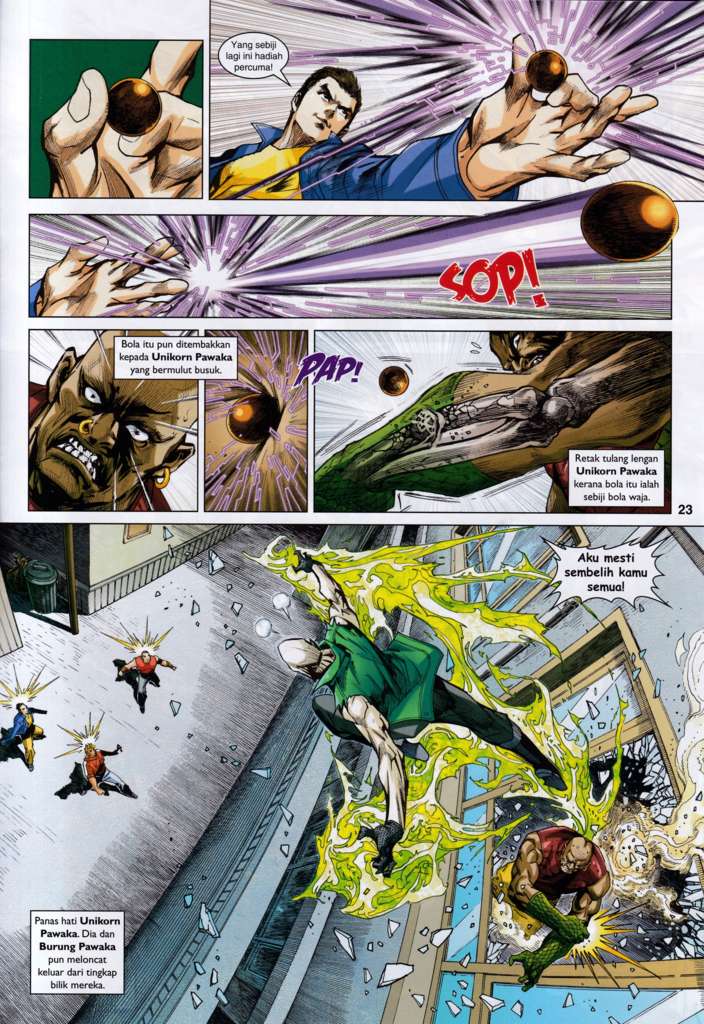 Yang sebiji
lagi ini hadiah
percuma!
SOP!
Bola itu pun ditembakkan
kepada Unikorn Pawaka
yang bermulut busuk.
PAP!
Retak tulang lengan
Unikorn Pawaka
kerana bola itu ialah
sebiji bola waja.
23
Aku mesti
sembelih kamu
semua!
Panas hati Unikorn
Pawaka. Dia dan
Burung Pawaka
pun meloncat
keluar dari tingkap
bilik mereka.